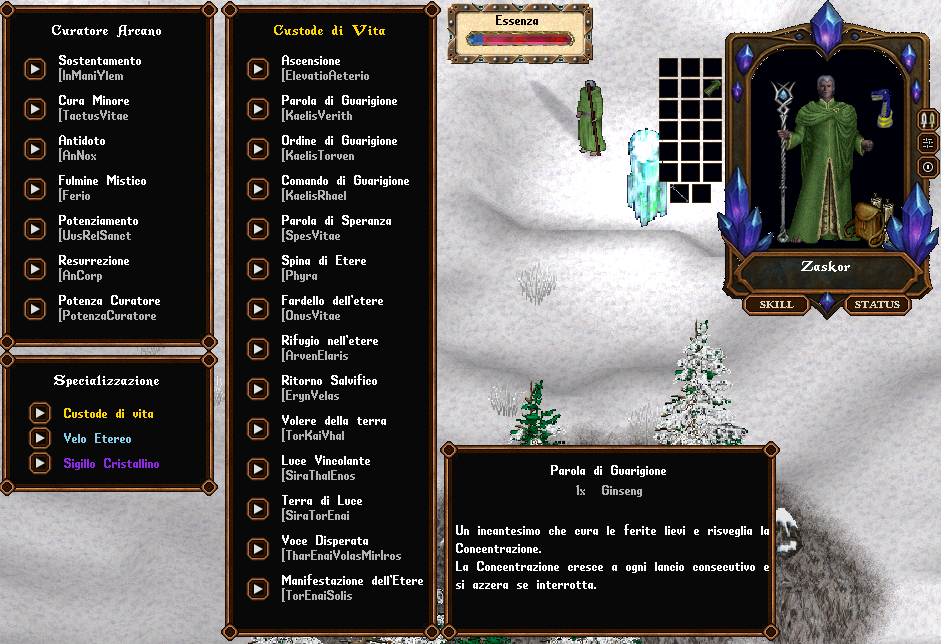 Curatore Arcano
Sostentamento
[InManiYlem
Cura Minore
[TactusVitae
Antidoto
[AnNox
Fulmine Mistico
[Ferio
Potenziamento
[UusRelSanct
Resurrezione
[AnCorp
Potenza Curatore
[PotenzaCuratore
Specializzazione
Custode di vita
Velo Etereo
Sigillo Cristallino
Custode di Vita
Ascensione
[ElevatioAeterio
Parola di Guarigione
[KaelisVerith
Ordine di Guarigione
[KaelisTorven
Comando di Guarigione
[KaelisRhael
Parola di Speranza
[SpesVitae
Spina di Etere
[Phyra
Fardello dell'etere
[OnusVitae
Rifugio nell'etere
[ArvenElaris
Ritorno Salvifico
[ErynVelas
Volere della terra
[TorKaiVhal
Luce Vincolante
[SiraThalEnos
Terra di Luce
[SiraTorEnai
Voce Disperata
[TharEnaiVolasMirIros
Manifestazione dell'Etere
[TorEnaiSolis
Essenza
Zaskor
SKILL
STATUS
Parola di Guarigione
1x Ginseng
Un incantesimo che cura le ferite lievi e risveglia la
Concentrazione.
La Concentrazione cresce a ogni lancio consecutivo e
si azzera se interrotta.